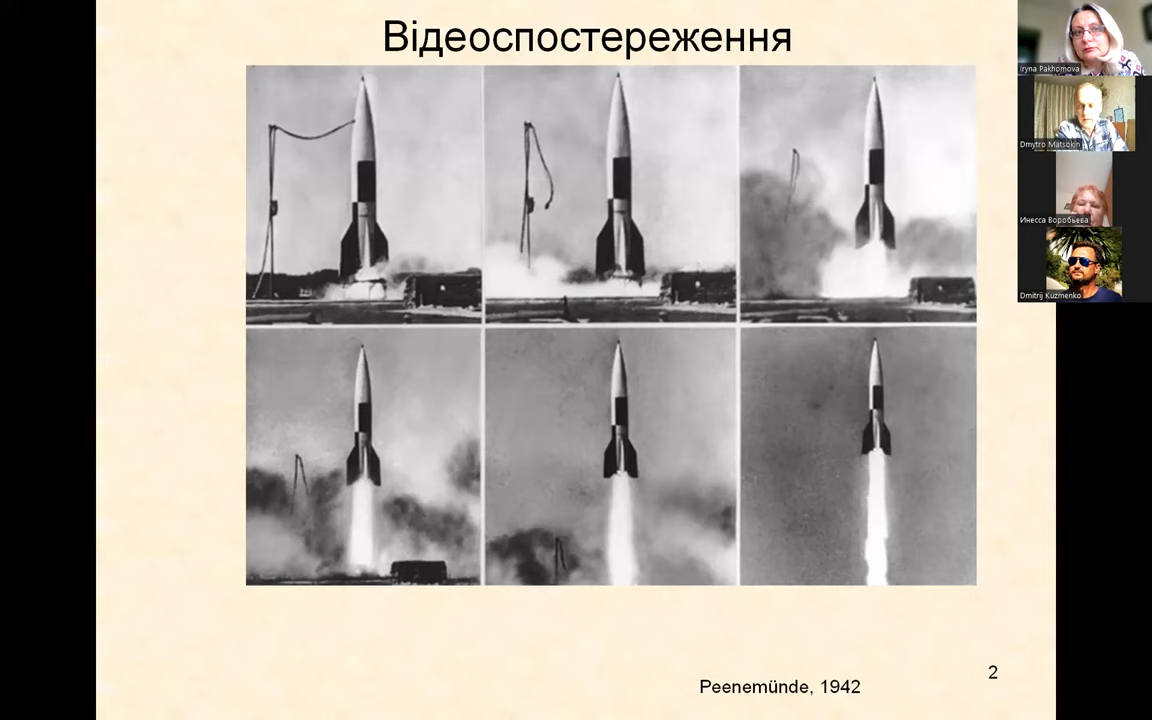 Відеоспостереження
Iryna Pakhomova
Dmytro Matsokin
Инесса Воробьева
Dmitrij Kuzmenko
2
Peenemünde, 1942